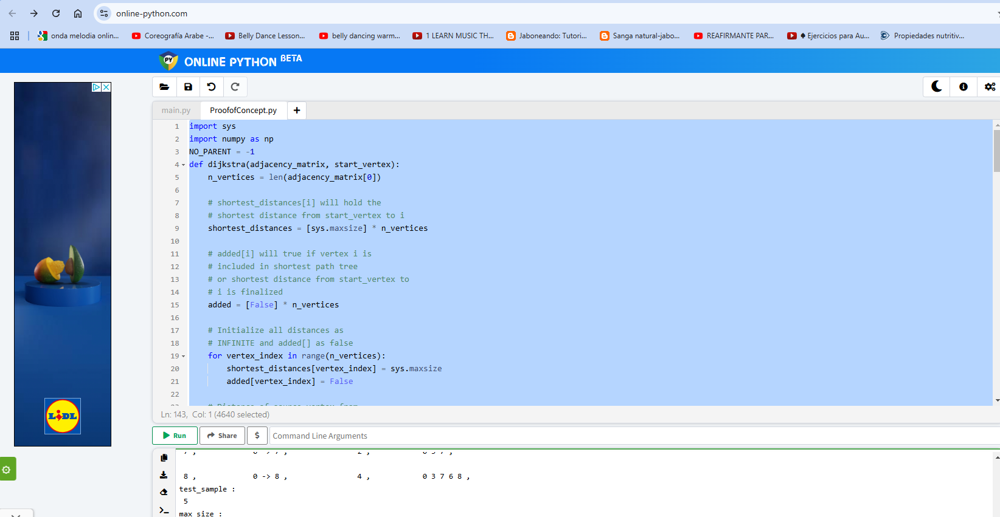 online-python.com
onda melodia onlin...
Coreografía Arabe -...
Belly Dance Lesson...
belly dancing warm...
1 LEARN MUSIC TH...
Jaboneando: Tutori...
Sanga natural-jabo...
REAFIRMANTE PAR...
♠ Ejercicios para Au...
Propiedades nutritiv...
PY ONLINE PYTHON BETA
main.py
ProofofConcept.py
+
1 import sys
2 import numpy as np
3 NO_PARENT = -1
4 def dijkstra(adjacency_matrix, start_vertex):
5 n_vertices = len(adjacency_matrix[0])
6
7 # shortest_distances[i] will hold the
8 # shortest distance from start_vertex to i
9 shortest_distances = [sys.maxsize] * n_vertices
10
11 # added[i] will true if vertex i is
12 # included in shortest path tree
13 # or shortest distance from start_vertex to
14 # i is finalized
15 added = [False] * n_vertices
16
17 # Initialize all distances as
18 # INFINITE and added[] as false
19 for vertex_index in range(n_vertices):
20 shortest_distances[vertex_index] = sys.maxsize
21 added[vertex_index] = False
22
LIDL
Ln: 143, Col: 1 (4640 selected)
Run
Share
$
Command Line Arguments
8 , 0 -> 8 , 4 , 0 3 7 6 8 ,
test_sample :
5
max size :